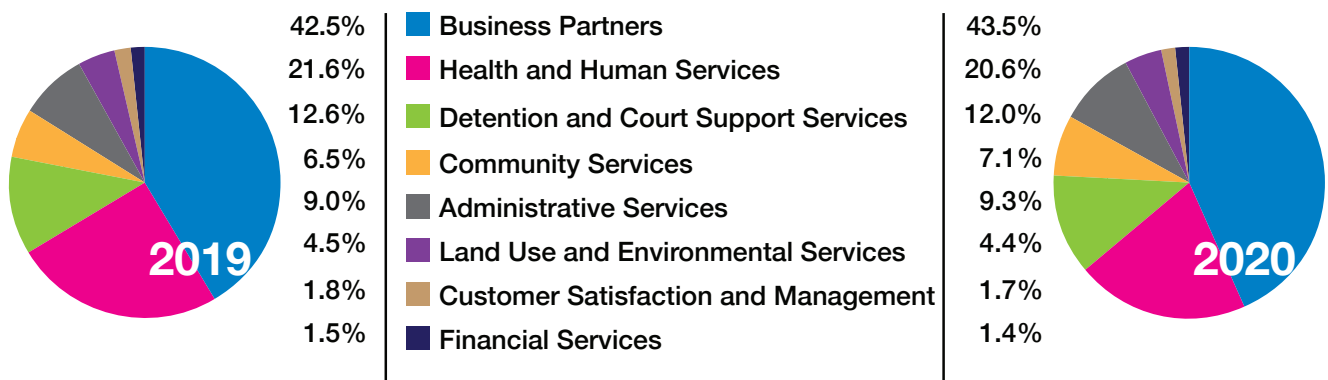 42.5% Business Partners 43.5%
21.6% Health and Human Services 20.6%
12.6% Detention and Court Support Services 12.0%
6.5% Community Services 7.1%
9.0% Administrative Services 9.3%
4.5% Land Use and Environmental Services 4.4%
1.8% Customer Satisfaction and Management 1.7%
1.5% Financial Services 1.4%
2019
2020